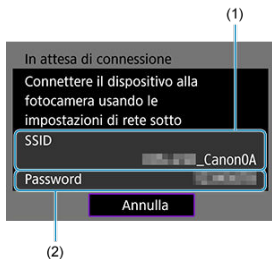 (1)
In attesa di connessione
Connettere il dispositivo alla
fotocamera usando le
impostazioni di rete sotto
SSID
_Canon0A
Password
Annulla
(2)